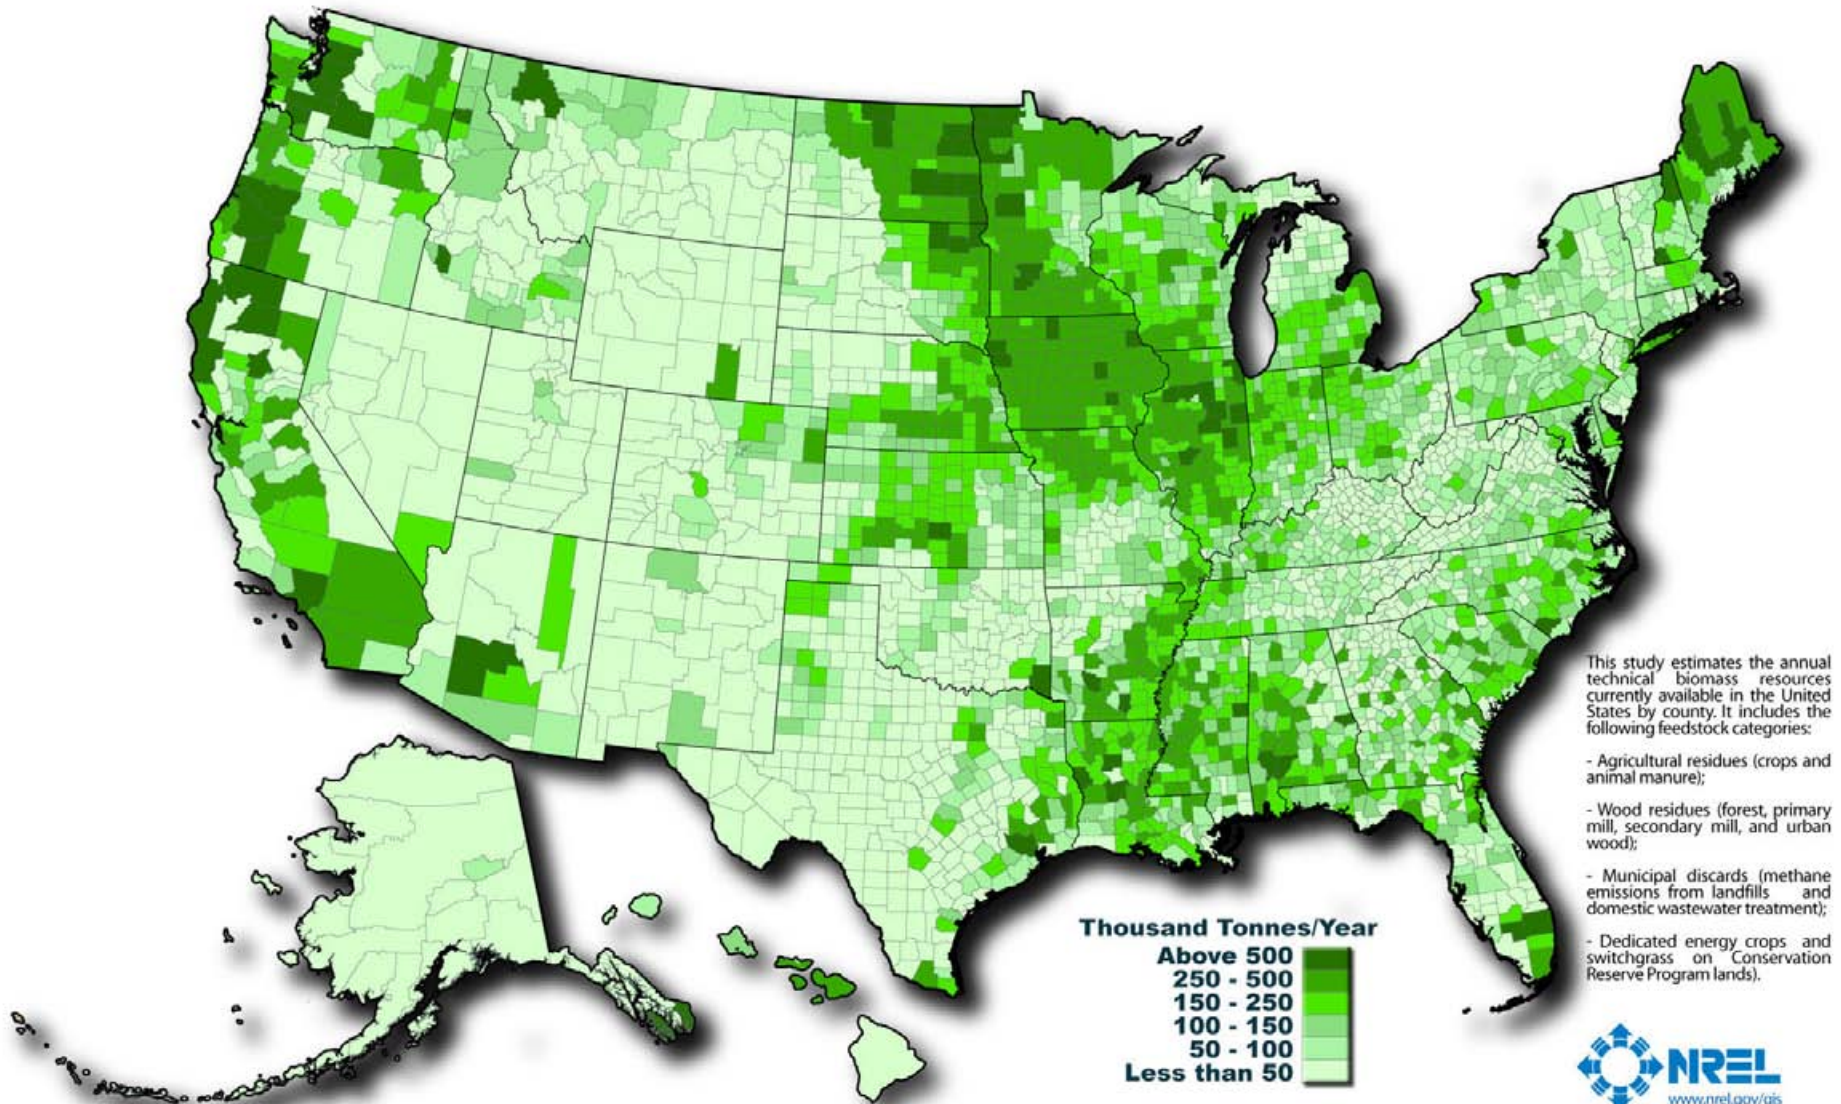 This study estimates the annual
technical biomass resources
currently available in the United
States by county. It includes the
following feedstock categories:
- Agricultural residues (crops and
animal manure);
- Wood residues (forest, primary
mill, secondary mill, and urban
wood);
- Municipal discards (methane
emissions from landfills and
domestic wastewater treatment);
- Dedicated energy crops and
switchgrass on Conservation
Reserve Program lands).
Thousand Tonnes/Year
Above 500
250 - 500
150 - 250
100 - 150
50 - 100
Less than 50
NREL
www.nrel.gov/gis